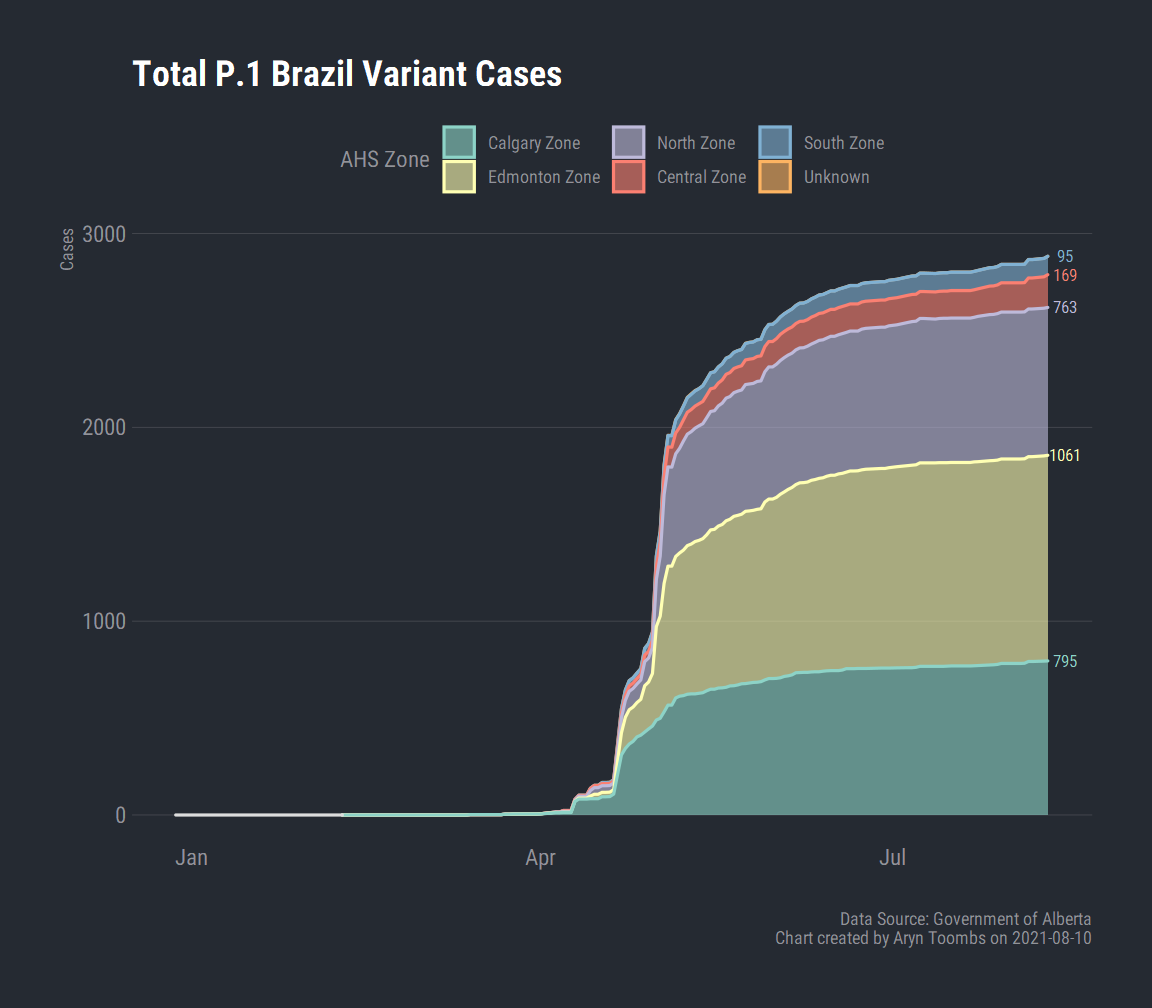 Total P.1 Brazil Variant Cases
AHS Zone
Calgary Zone
North Zone
South Zone
Edmonton Zone
Central Zone
Unknown
Cases
3000
2000
1000
0
95
169
763
1061
795
Jan
Apr
Jul
Data Source: Government of Alberta
Chart created by Aryn Toombs on 2021-08-10